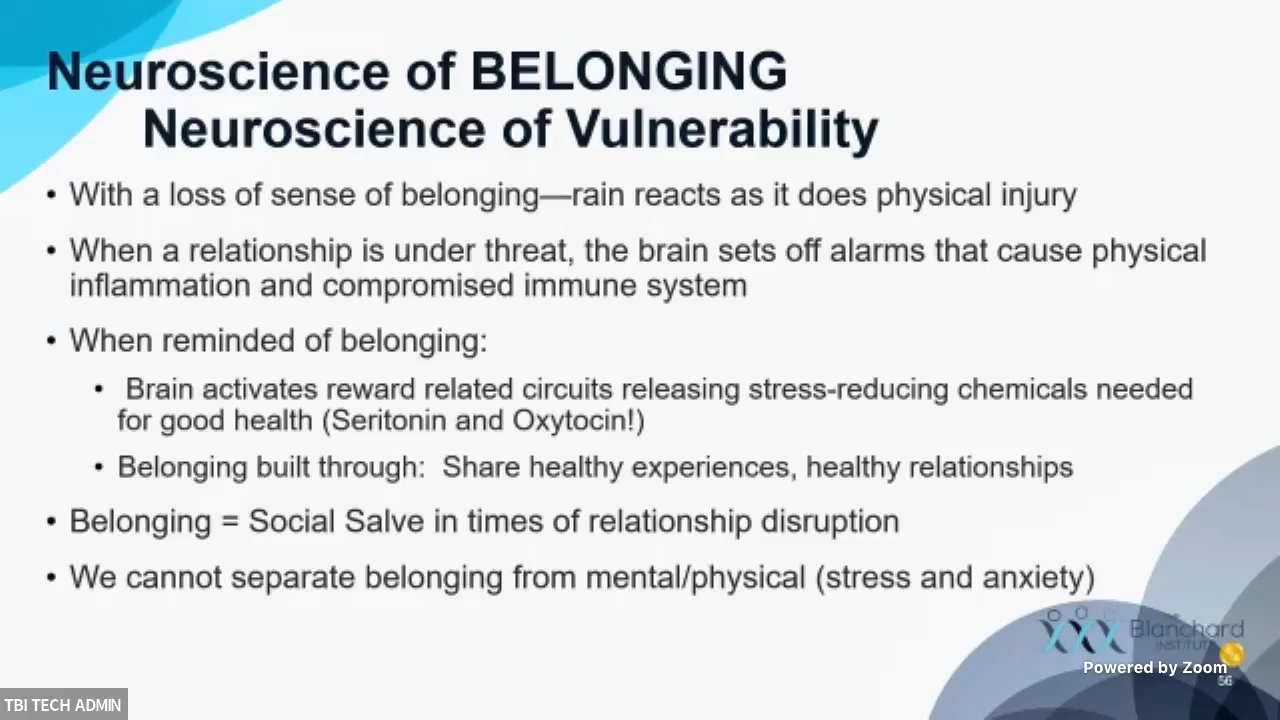 Neuroscience of BELONGING
Neuroscience of Vulnerability
• With a loss of sense of belonging—rain reacts as it does physical injury
• When a relationship is under threat, the brain sets off alarms that cause physical
inflammation and compromised immune system
• When reminded of belonging:
• Brain activates reward related circuits releasing stress-reducing chemicals needed
for good health (Seritonin and Oxytocin!)
• Belonging built through: Share healthy experiences, healthy relationships
• Belonging = Social Salve in times of relationship disruption
• We cannot separate belonging from mental/physical (stress and anxiety)
THE
Blanchard
INSTITUTE
Powered by Zoom
56
TBI TECH ADMIN